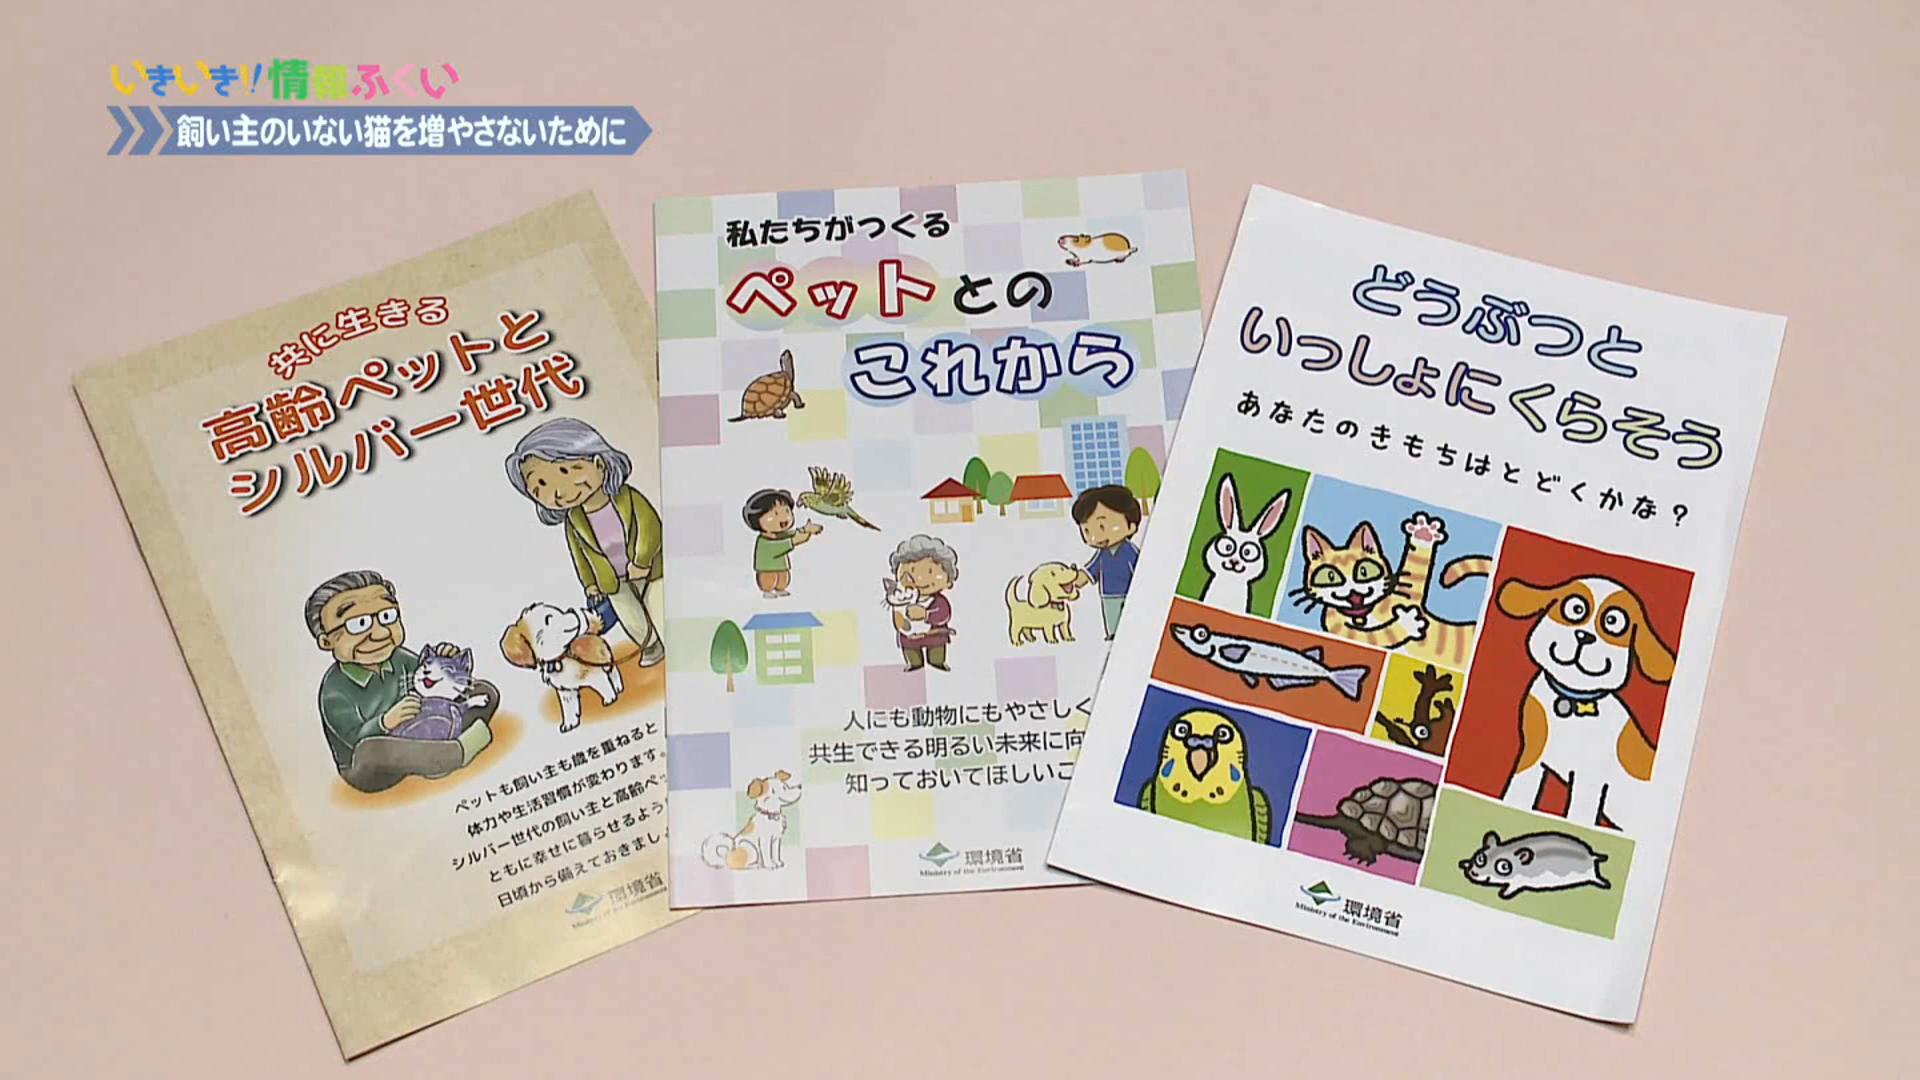 いきいき!!情報ふくい
飼い主のいない猫を増やさないために
共に生きる
高齢ペットと
シルバー世代
ペットも飼い主も歳を重ねると
体力や生活習慣が変わります。
シルバー世代の飼い主と高齢ペッ
ともに幸せに暮らせるよう
日頃から備えておきまし
環境省
Ministry of the Environment
私たちがつくる
ペットとの
これから
人にも動物にもやさしく
共生できる明るい未来に向
知っておいてほしいこ
環境省
Ministry of the Environment
どうぶつと
いっしょにくらそう
あなたのきもちはとどくかな?
環境省
Ministry of the Environment